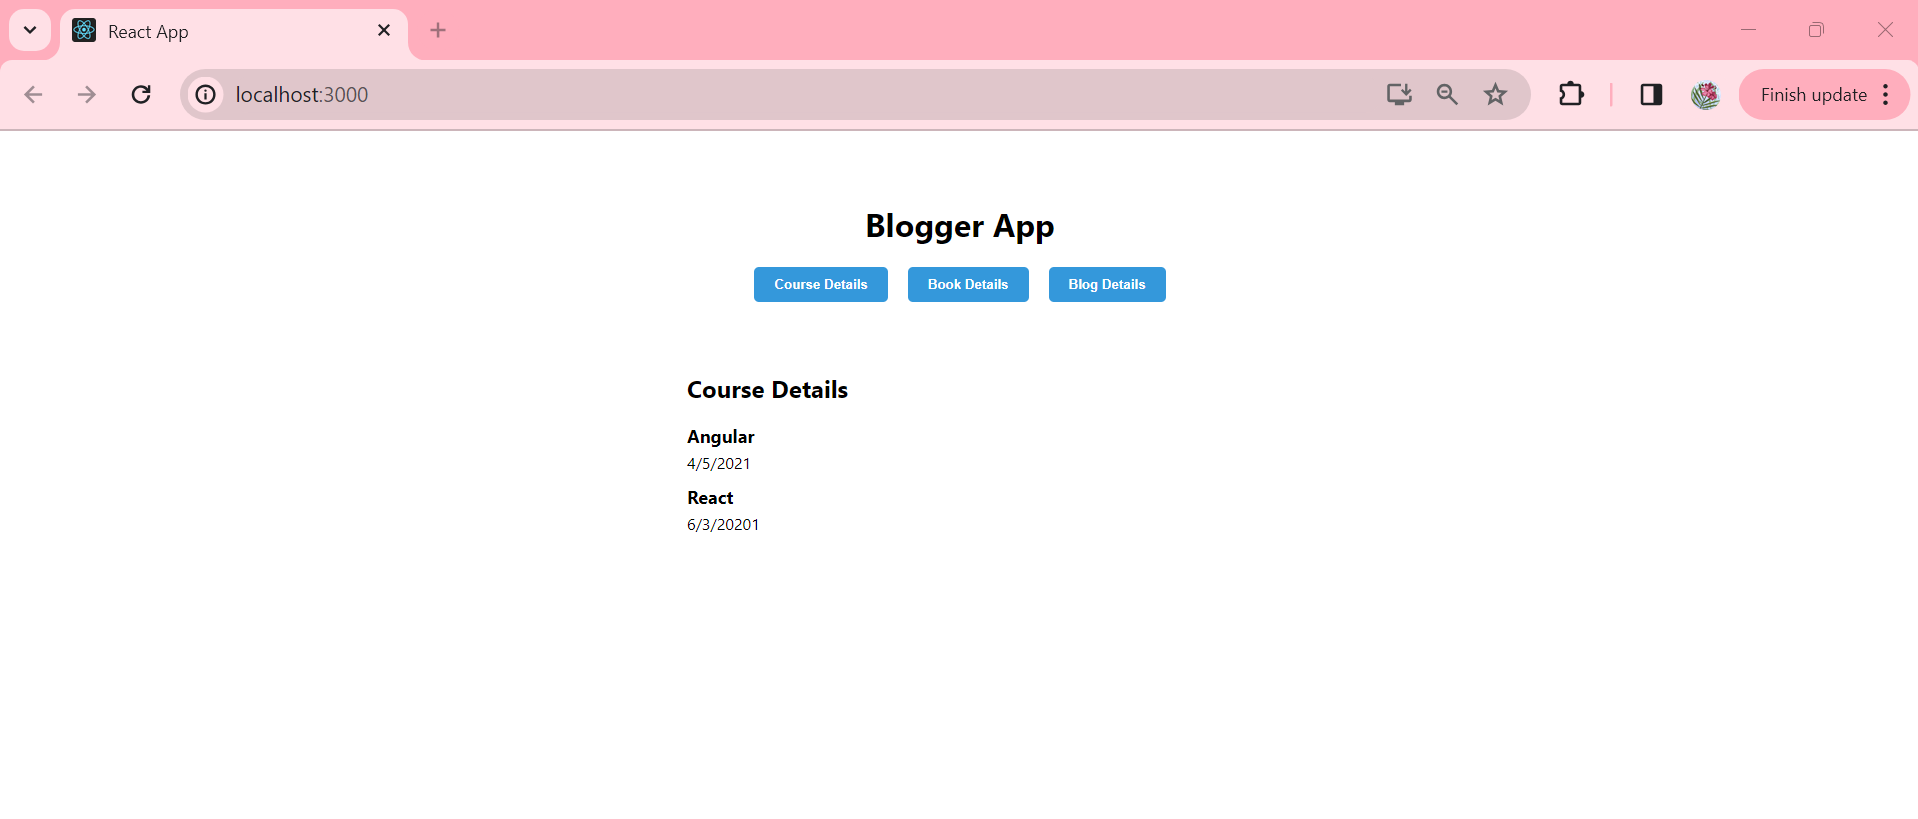 React App
localhost:3000
Finish update
Blogger App
Course Details Book Details Blog Details
Course Details
Angular
4/5/2021
React
6/3/20201